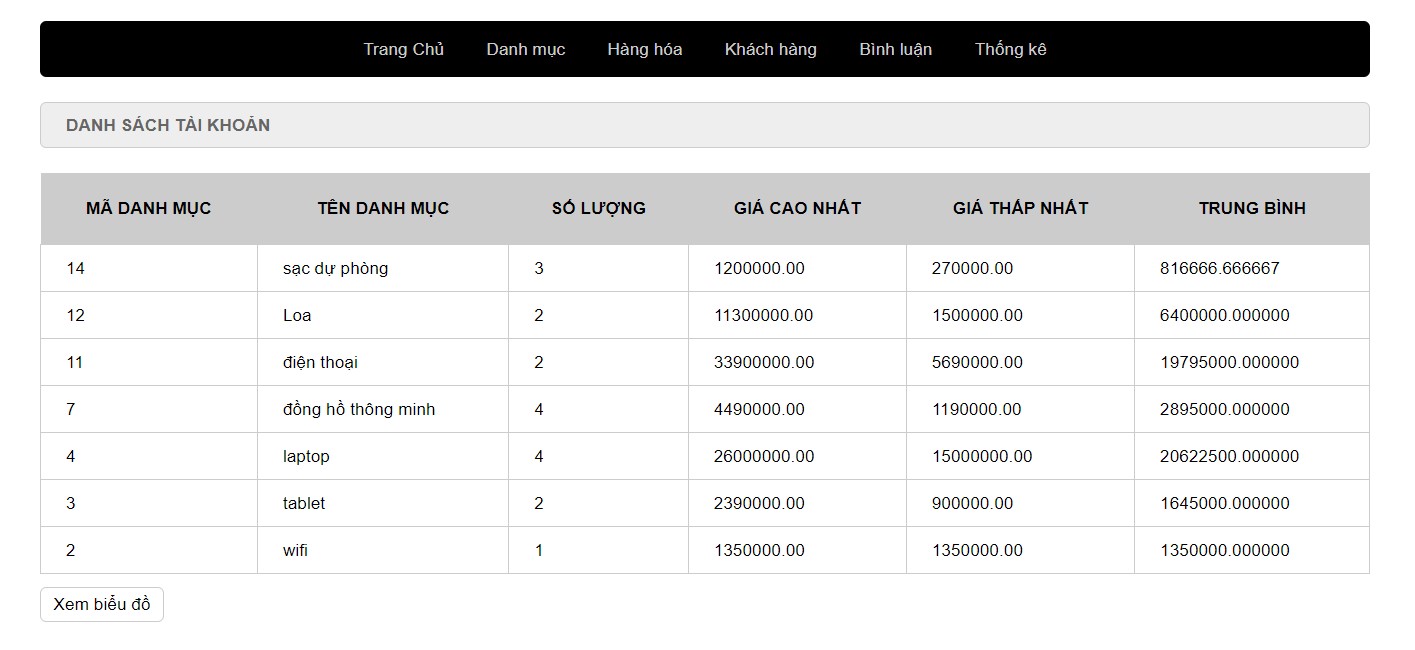 Trang Chủ Danh mục Hàng hóa Khách hàng Bình luận Thống kê
DANH SÁCH TÀI KHOẢN
MÃ DANH MỤC TÊN DANH MỤC SỐ LƯỢNG GIÁ CAO NHẤT GIÁ THẤP NHẤT TRUNG BÌNH
14 sạc dự phòng 3 1200000.00 270000.00 816666.666667
12 Loa 2 11300000.00 1500000.00 6400000.000000
11 điện thoại 2 33900000.00 5690000.00 19795000.000000
7 đồng hồ thông minh 4 4490000.00 1190000.00 2895000.000000
4 laptop 4 26000000.00 15000000.00 20622500.000000
3 tablet 2 2390000.00 900000.00 1645000.000000
2 wifi 1 1350000.00 1350000.00 1350000.000000
Xem biểu đồ